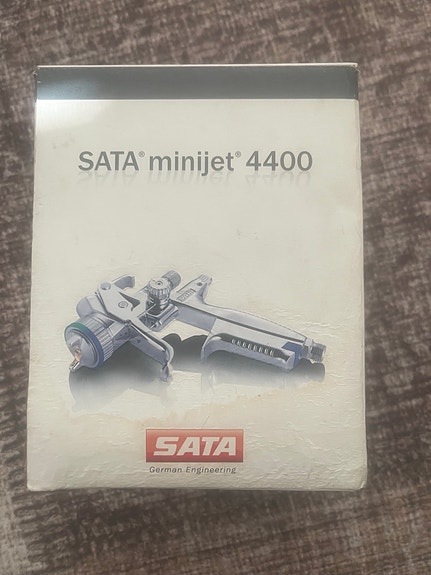 SATA® minijet® 4400
SATA
German Engineering